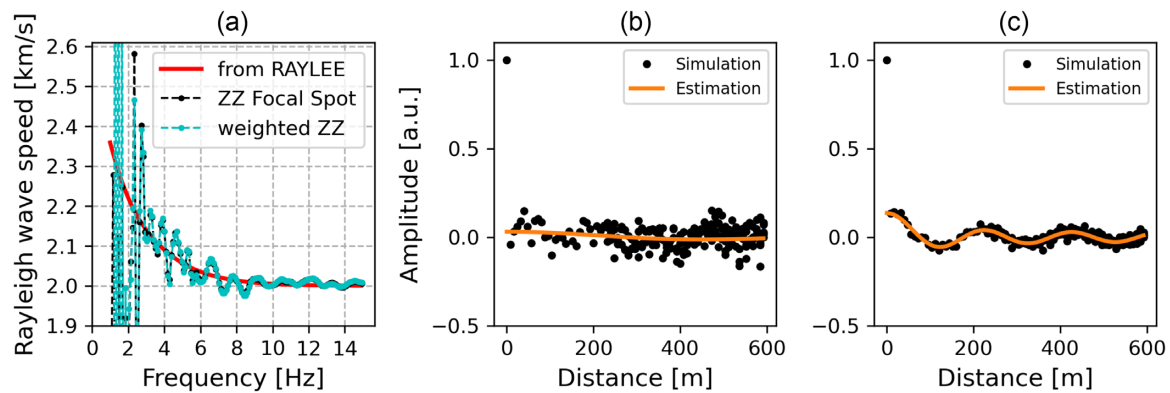 (a)
Rayleigh wave speed [km/s]
2.6
2.5
2.4
2.3
2.2
2.1
2.0
1.9
from RAYLEE
ZZ Focal Spot
weighted ZZ
0 2 4 6 8 10 12 14
Frequency [Hz]
(b)
Amplitude [a.u.]
1.0
0.5
0.0
−0.5
Simulation
Estimation
0 200 400 600
Distance [m]
(c)
1.0
0.5
0.0
−0.5
Simulation
Estimation
0 200 400 600
Distance [m]